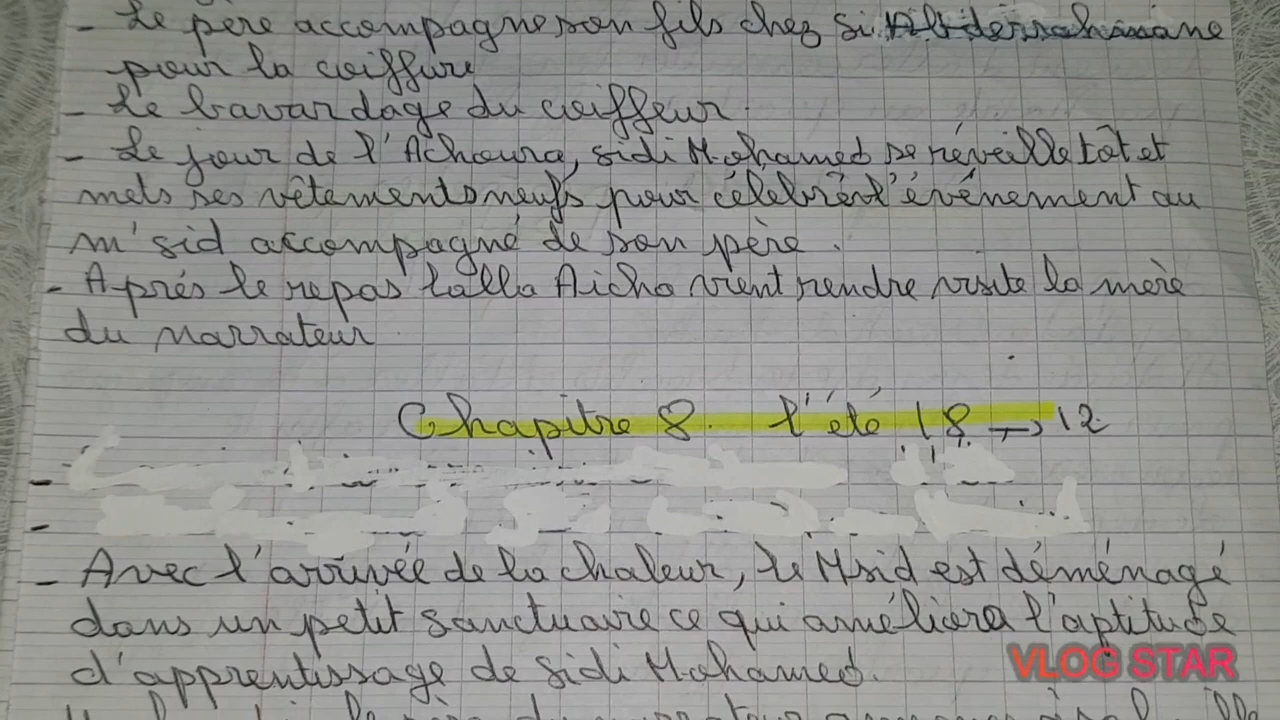 - Le père accompagne son fils chez si Abderrahmane
pour la coiffure
- Le bavardage du coiffeur.
- Le jour de l'Achoura, sidi Mohamed se réveille tôt et
mets ses vêtements neufs pour célèbrèr l'événement au
m'sid accompagné de son père.
- Aprés le repas lalla Aicha vient rendre visite la mère
du narrateur
Chapitre 8. l'été (8 → 12
-
-
- Avec l'arrivée de la chaleur, le Msid est déménagé
dans un petit sanctuaire ce qui améliora l'aptitude
d'apprentissage de sidi Mohamed.
VLOG STAR